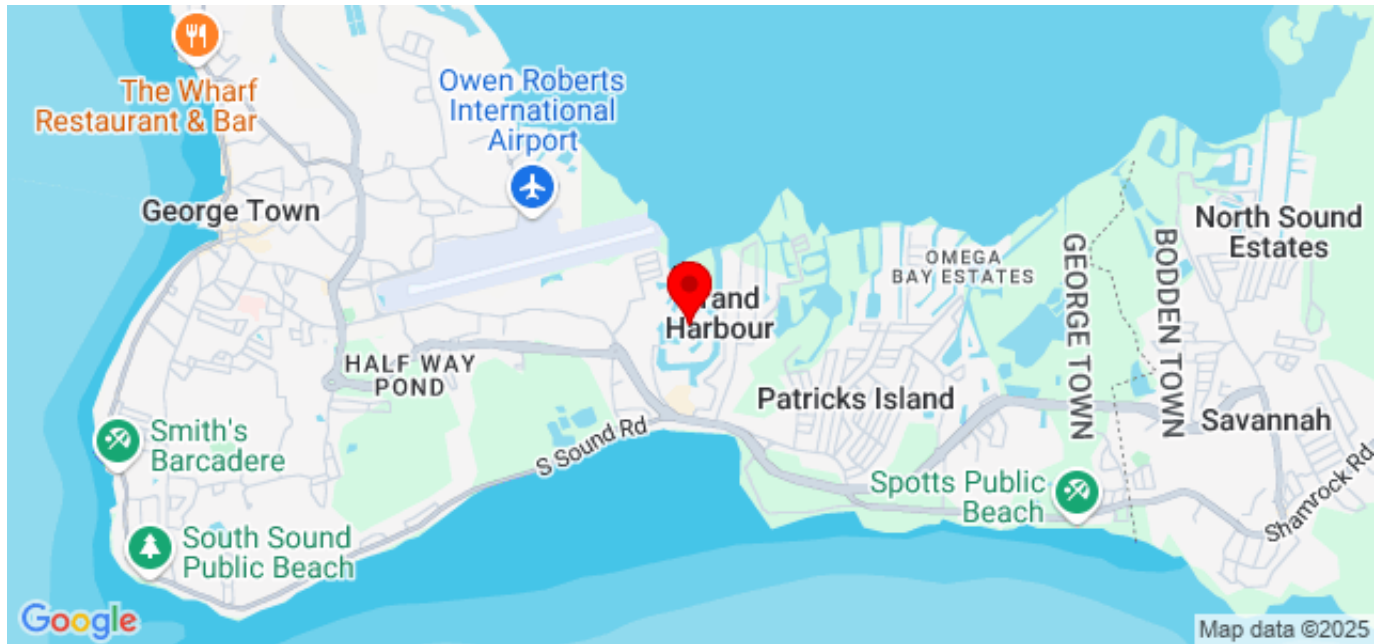 The Wharf
Restaurant & Bar
Owen Roberts
International
Airport
George Town
North Sound
Estates
OMEGA
BAY ESTATES
GEORGE TOWN
BODDEN TOWN
rand
Harbour
HALF WAY
POND
Patricks Island
Savannah
Smith's
Barcadere
S Sound Rd
Spotts Public
Beach
Shamrock Rd
South Sound
Public Beach
Google
Map data ©2025